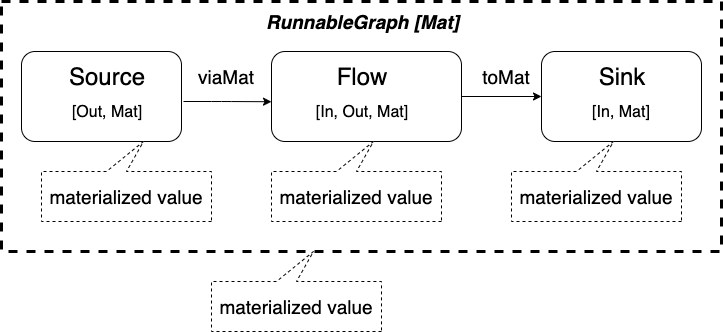 RunnableGraph [Mat]
Source
[Out, Mat]
viaMat
Flow
[In, Out, Mat]
toMat
Sink
[In, Mat]
materialized value
materialized value
materialized value
materialized value